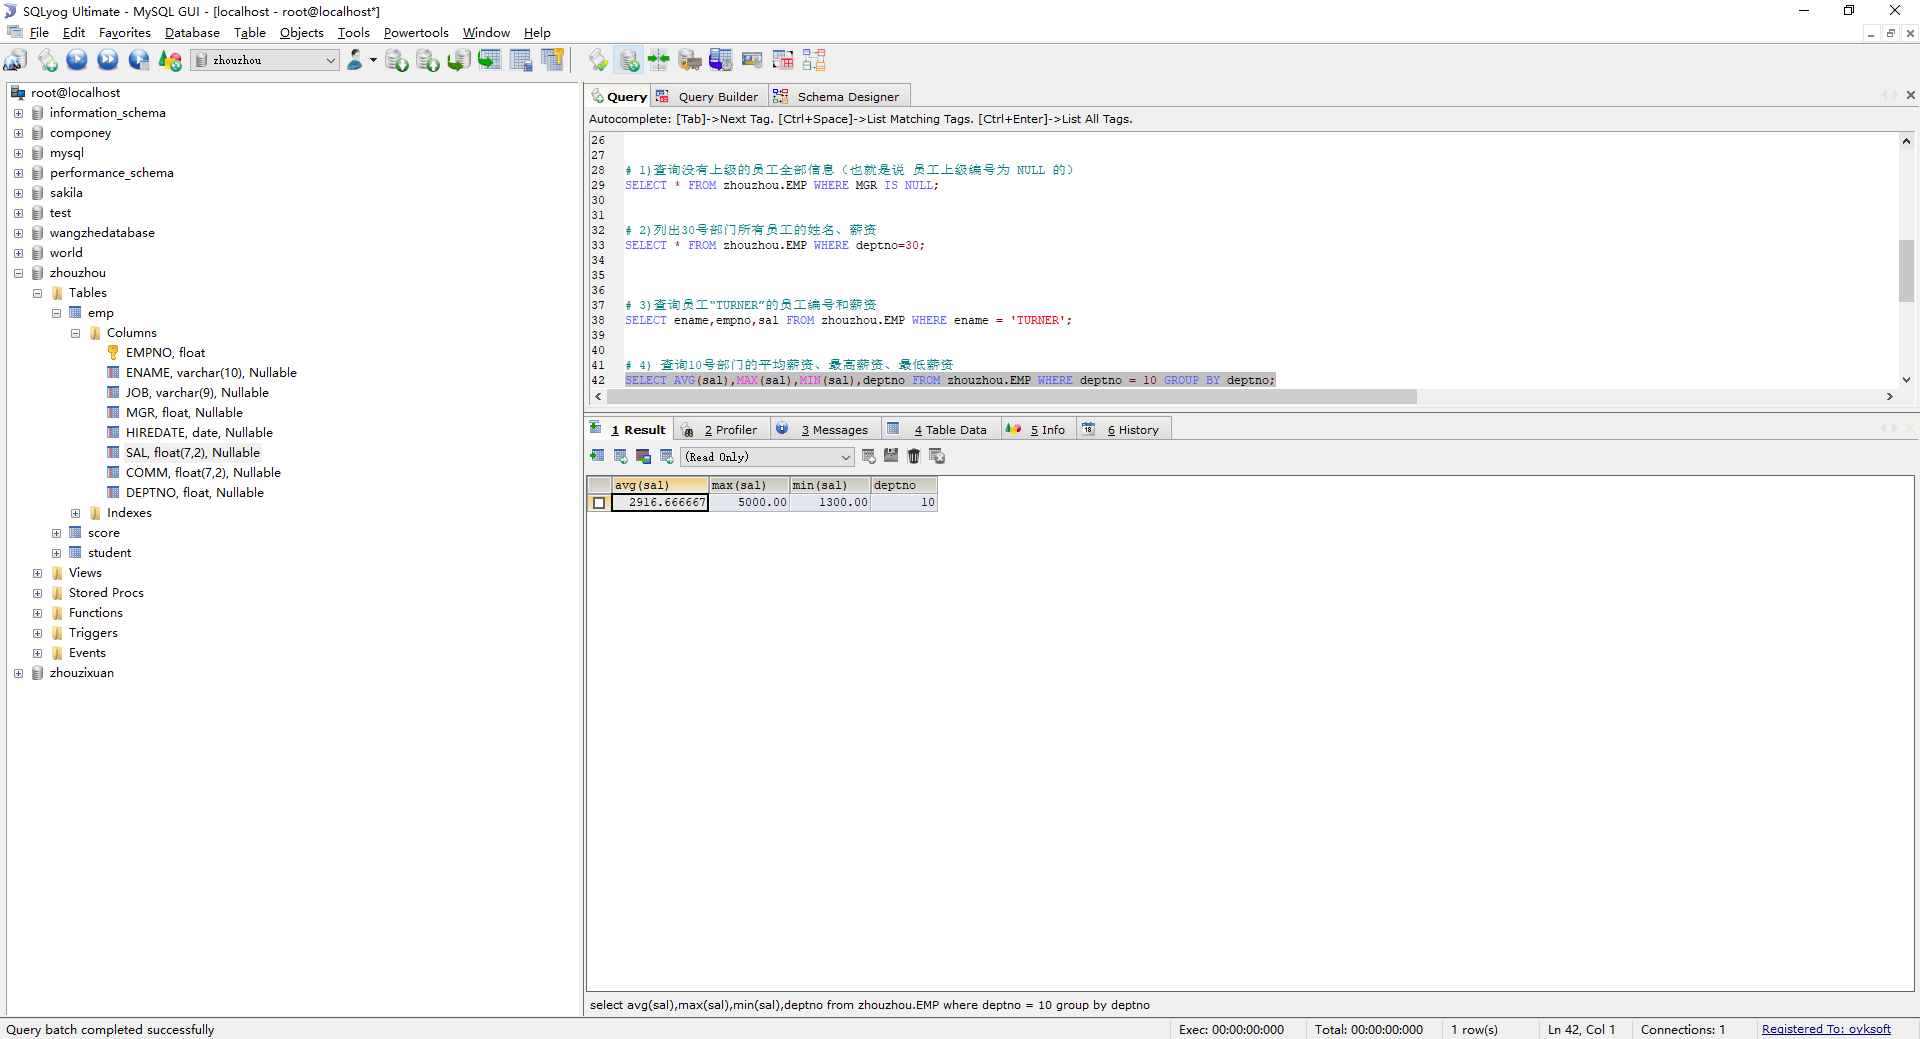 SQLyog Ultimate - MySQL GUI - [localhost - root@localhost*]
File Edit Favorites Database Table Objects Tools Powertools Window Help
zhouzhou
root@localhost
information_schema
componey
mysql
performance_schema
sakila
test
wangzhedatabase
world
zhouzhou
Tables
emp
Columns
EMPNO, float
ENAME, varchar(10), Nullable
JOB, varchar(9), Nullable
MGR, float, Nullable
HIREDATE, date, Nullable
SAL, float(7,2), Nullable
COMM, float(7,2), Nullable
DEPTNO, float, Nullable
Indexes
score
student
Views
Stored Procs
Functions
Triggers
Events
zhouzixuan
Query Query Builder Schema Designer
Autocomplete: [Tab]->Next Tag. [Ctrl+Space]->List Matching Tags. [Ctrl+Enter]->List All Tags.
26
27
28 # 1)查询没有上级的员工全部信息（也就是说 员工上级编号为 NULL 的）
29 SELECT * FROM zhouzhou.EMP WHERE MGR IS NULL;
30
31
32 # 2)列出30号部门所有员工的姓名、薪资
33 SELECT * FROM zhouzhou.EMP WHERE deptno=30;
34
35
36
37 # 3)查询员工“TURNER”的员工编号和薪资
38 SELECT ename,empno,sal FROM zhouzhou.EMP WHERE ename = 'TURNER';
39
40
41 # 4) 查询10号部门的平均薪资、最高薪资、最低薪资
42 SELECT AVG(sal),MAX(sal),MIN(sal),deptno FROM zhouzhou.EMP WHERE deptno = 10 GROUP BY deptno;
1 Result 2 Profiler 3 Messages 4 Table Data 5 Info 6 History
(Read Only)
avg(sal) max(sal) min(sal) deptno
2916.666667 5000.00 1300.00 10
select avg(sal),max(sal),min(sal),deptno from zhouzhou.EMP where deptno = 10 group by deptno
Query batch completed successfully Exec: 00:00:00:000 Total: 00:00:00:000 1 row(s) Ln 42, Col 1 Connections: 1 Registered To: ovksoft